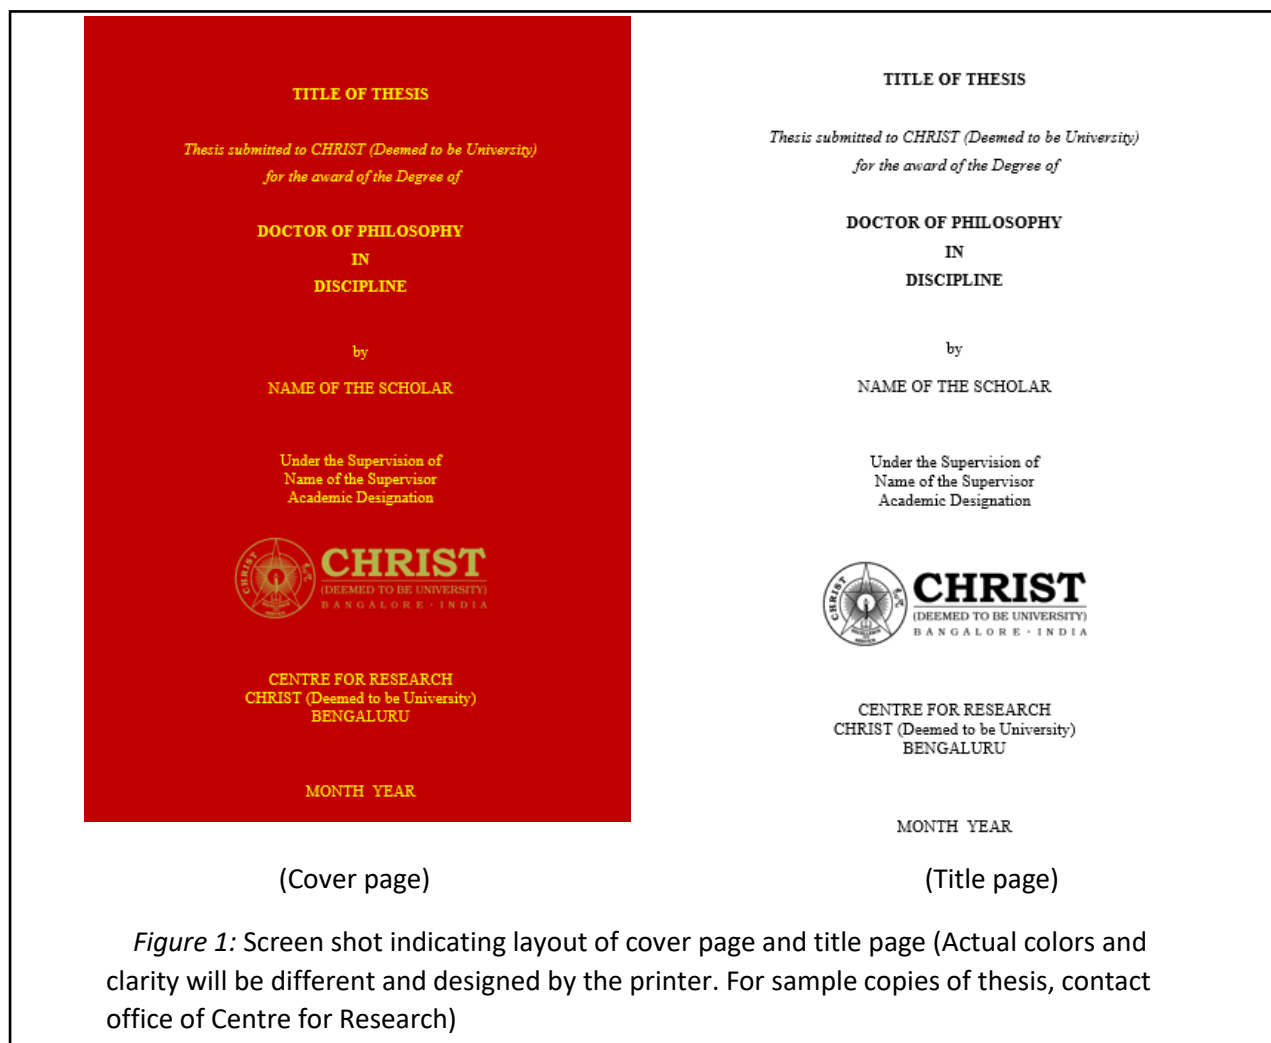 TITLE OF THESIS
Thesis submitted to CHRIST (Deemed to be University)
for the award of the Degree of
DOCTOR OF PHILOSOPHY
IN
DISCIPLINE
by
NAME OF THE SCHOLAR
Under the Supervision of
Name of the Supervisor
Academic Designation
CHRIST
CHRIST
(DEEMED TO BE UNIVERSITY)
BANGALORE · INDIA
CENTRE FOR RESEARCH
CHRIST (Deemed to be University)
BENGALURU
MONTH YEAR
(Cover page)
TITLE OF THESIS
Thesis submitted to CHRIST (Deemed to be University)
for the award of the Degree of
DOCTOR OF PHILOSOPHY
IN
DISCIPLINE
by
NAME OF THE SCHOLAR
Under the Supervision of
Name of the Supervisor
Academic Designation
CHRIST
EXCELLENCE
SERVICE
CHRIST
(DEEMED TO BE UNIVERSITY)
BANGALORE · INDIA
CENTRE FOR RESEARCH
CHRIST (Deemed to be University)
BENGALURU
MONTH YEAR
(Title page)
Figure 1: Screen shot indicating layout of cover page and title page (Actual colors and
clarity will be different and designed by the printer. For sample copies of thesis, contact
office of Centre for Research)